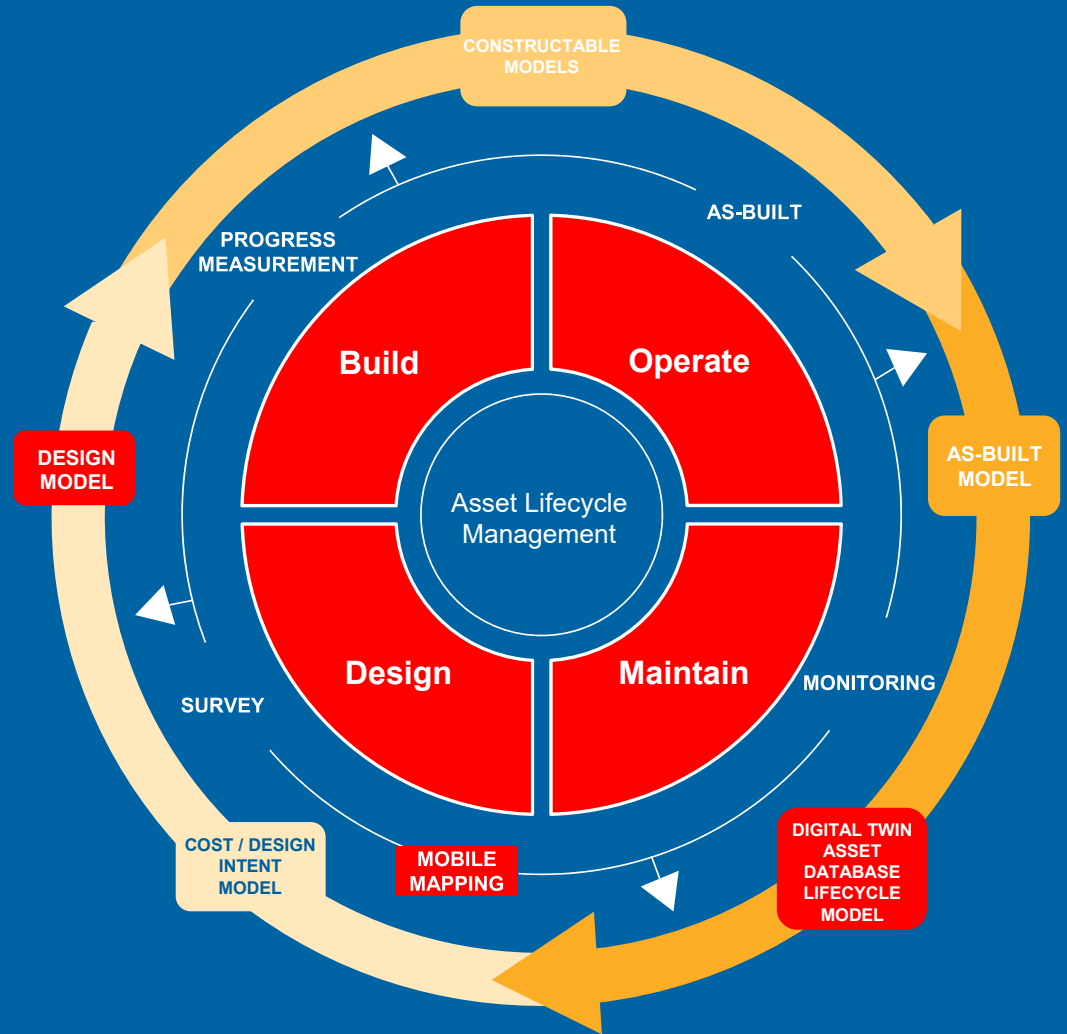 CONSTRUCTABLE
MODELS
AS-BUILT
PROGRESS
MEASUREMENT
Build
Operate
DESIGN
MODEL
AS-BUILT
MODEL
Asset Lifecycle
Management
Design
Maintain
MONITORING
SURVEY
COST / DESIGN
INTENT
MODEL
MOBILE
MAPPING
DIGITAL TWIN
ASSET
DATABASE
LIFECYCLE
MODEL